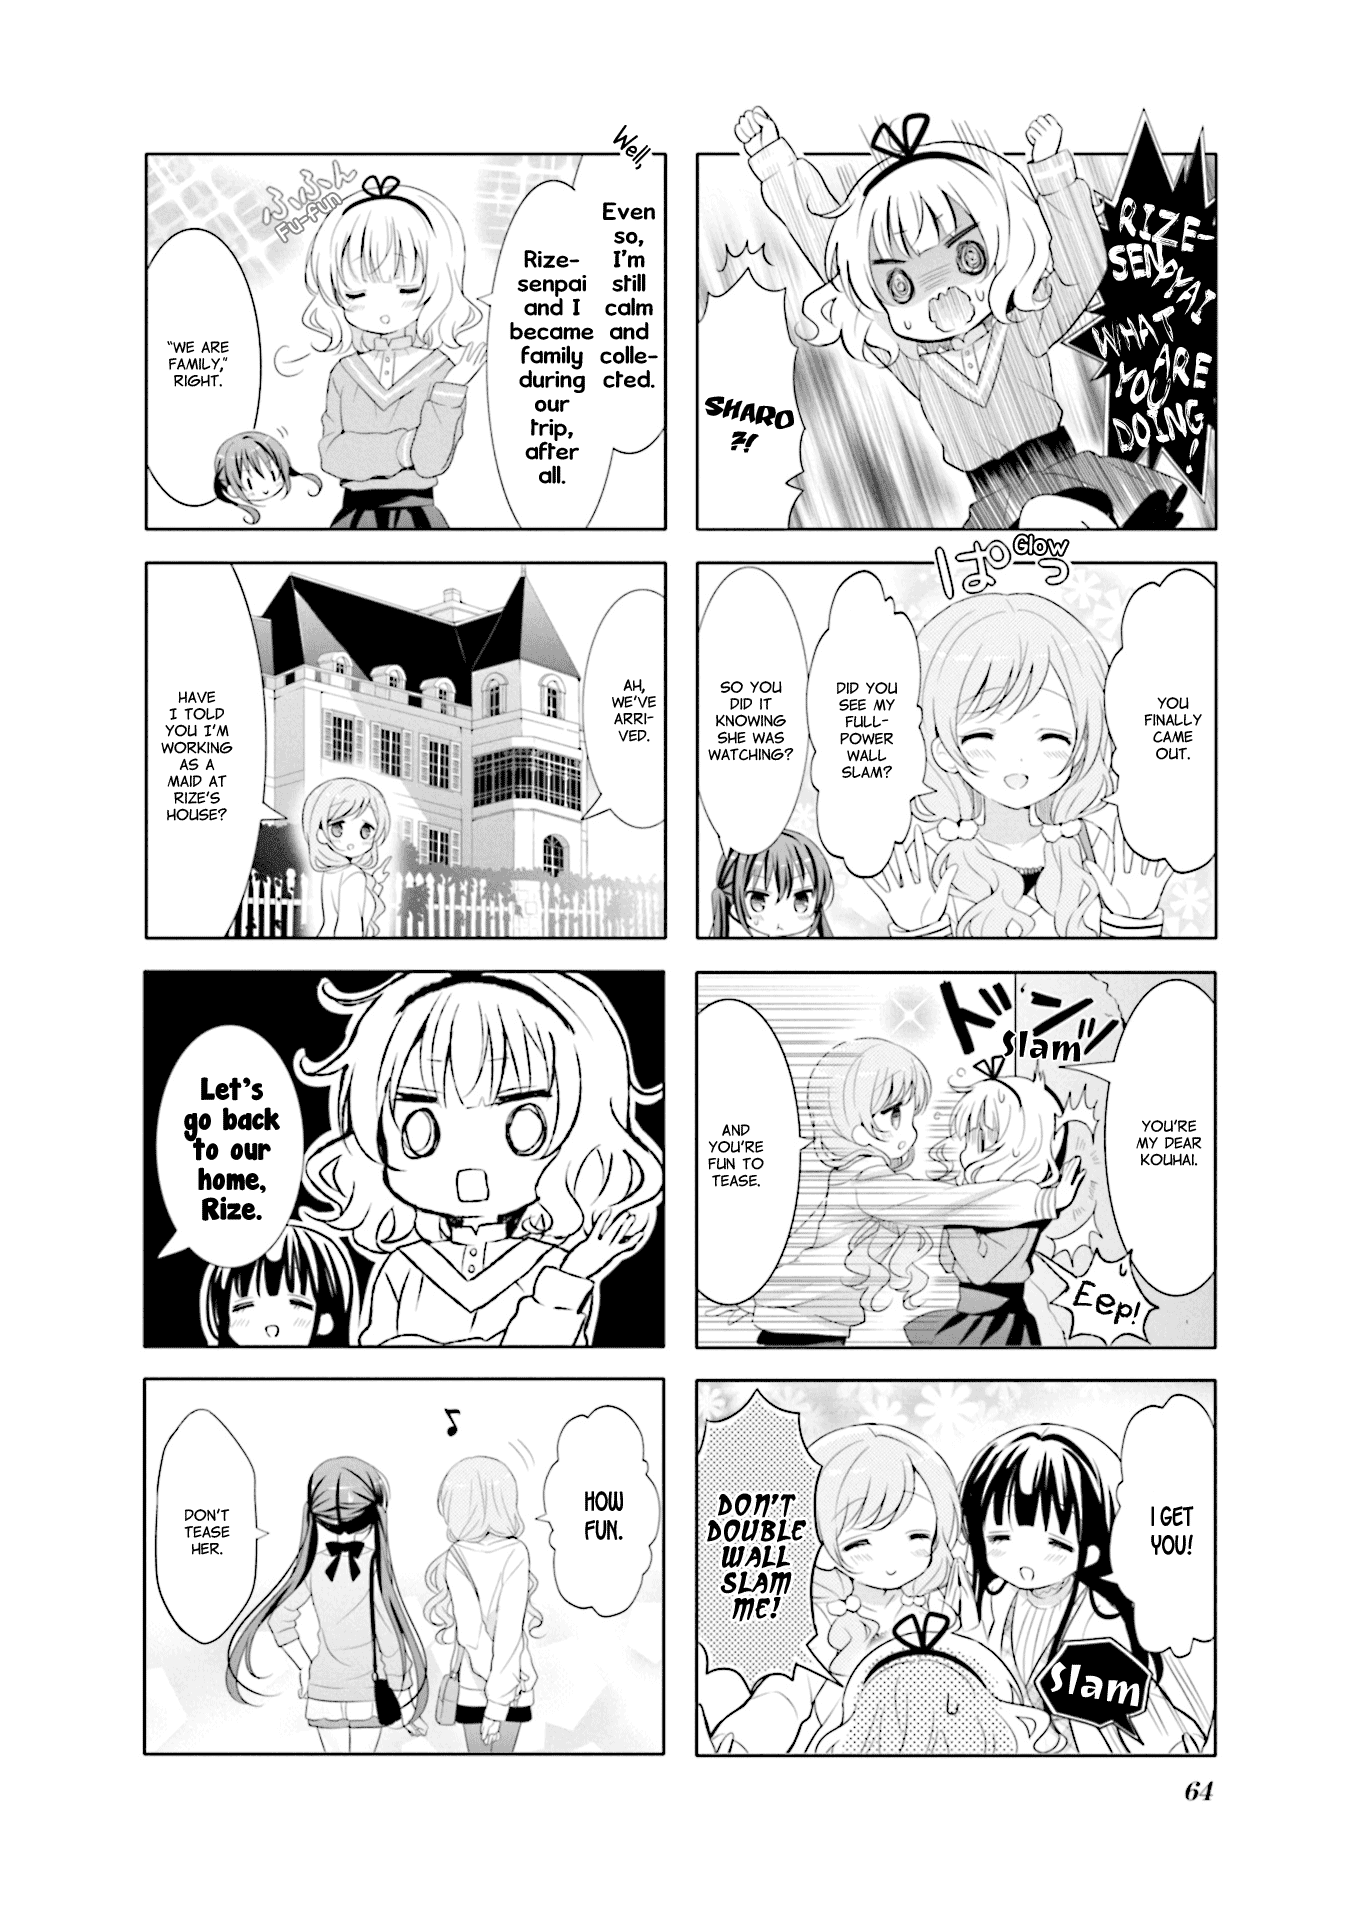 RIZE-
SENPAI
WHAT
ARE
YOU
DOING!
SHARO
?!
ぱっ
Glow
YOU
FINALLY
CAME
OUT.
DID YOU
SEE MY
FULL-
POWER
WALL
SLAM?
SO YOU
DID IT
KNOWING
SHE WAS
WATCHING?
ドンッ
Slam
YOU'RE
MY DEAR
KOUHAI.
AND
YOU'RE
FUN TO
TEASE.
Eep!
I GET
YOU!
Slam
DON'T
DOUBLE
WALL
SLAM
ME!
Well,
Even
so,
I'm
still
calm
and
colle-
cted.
Rize-
senpai
and I
became
family
during
our
trip,
after
all.
ふふん
Fu-fun
"WE ARE
FAMILY,"
RIGHT.
AH,
WE'VE
ARRI-
VED.
HAVE
I TOLD
YOU I'M
WORKING
AS A
MAID AT
RIZE'S
HOUSE?
Let's
go back
to our
home,
Rize.
HOW
FUN.
DON'T
TEASE
HER.
64